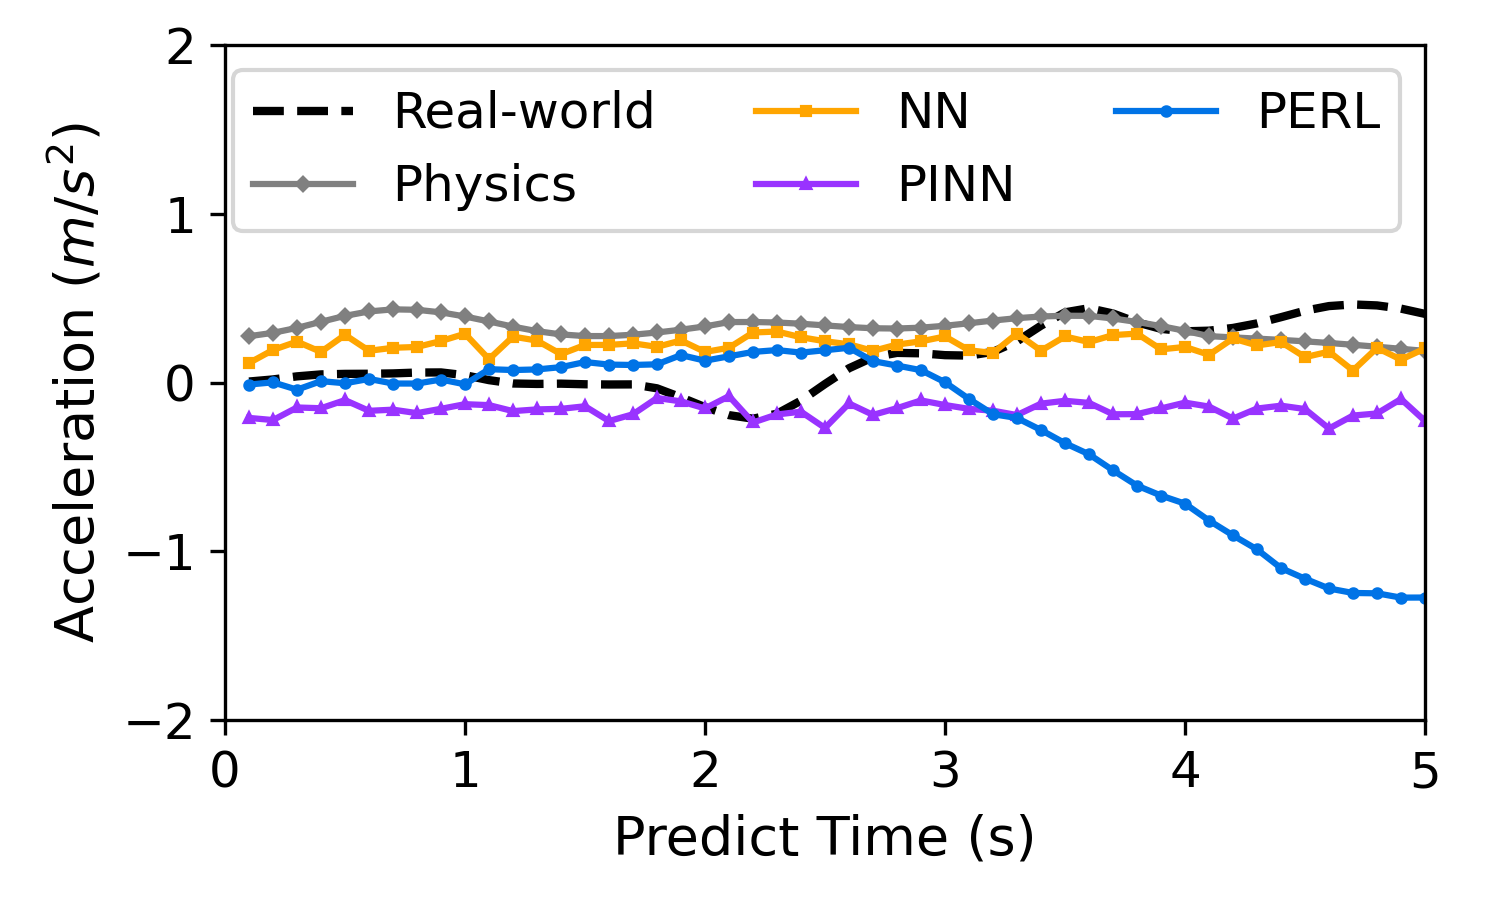 2
1
0
−1
−2
Acceleration (m/s²)
Real-world
NN
PERL
Physics
PINN
0 1 2 3 4 5
Predict Time (s)